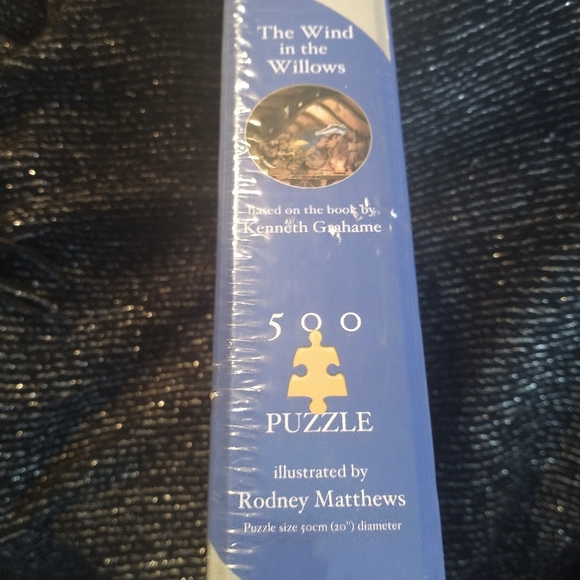 The Wind
in the
Willows
based on the book by
Kenneth Grahame
500
PUZZLE
illustrated by
Rodney Matthews
Puzzle size 50cm (20") diameter